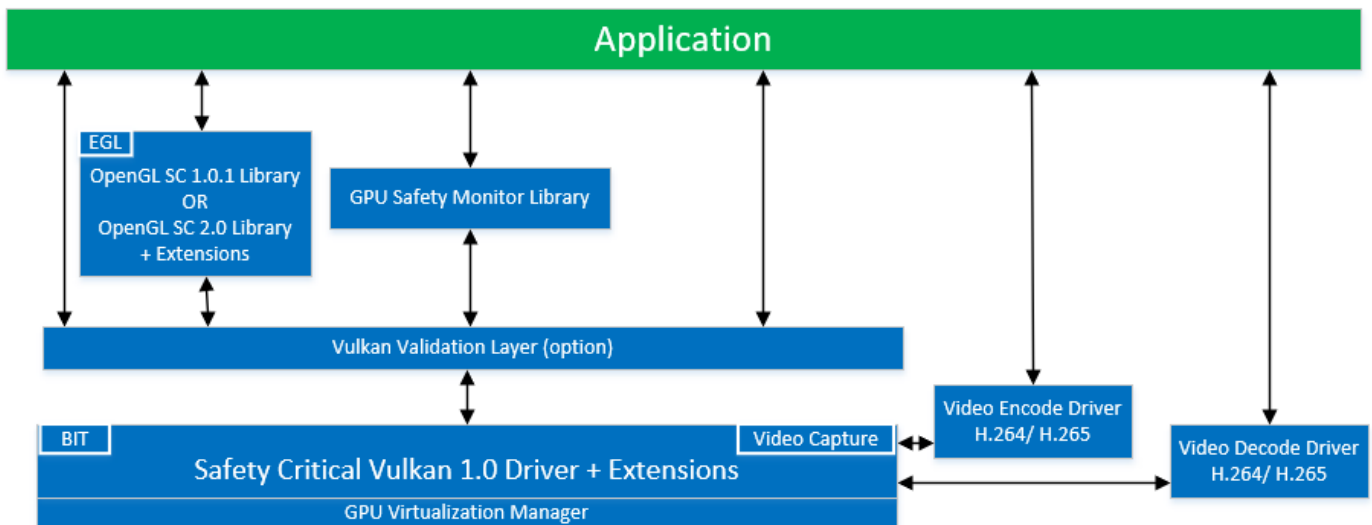 Application
EGL
OpenGL SC 1.0.1 Library
OR
OpenGL SC 2.0 Library
+ Extensions
GPU Safety Monitor Library
Vulkan Validation Layer (option)
Video Encode Driver
H.264/ H.265
BIT
Video Capture
Safety Critical Vulkan 1.0 Driver + Extensions
GPU Virtualization Manager
Video Decode Driver
H.264/ H.265